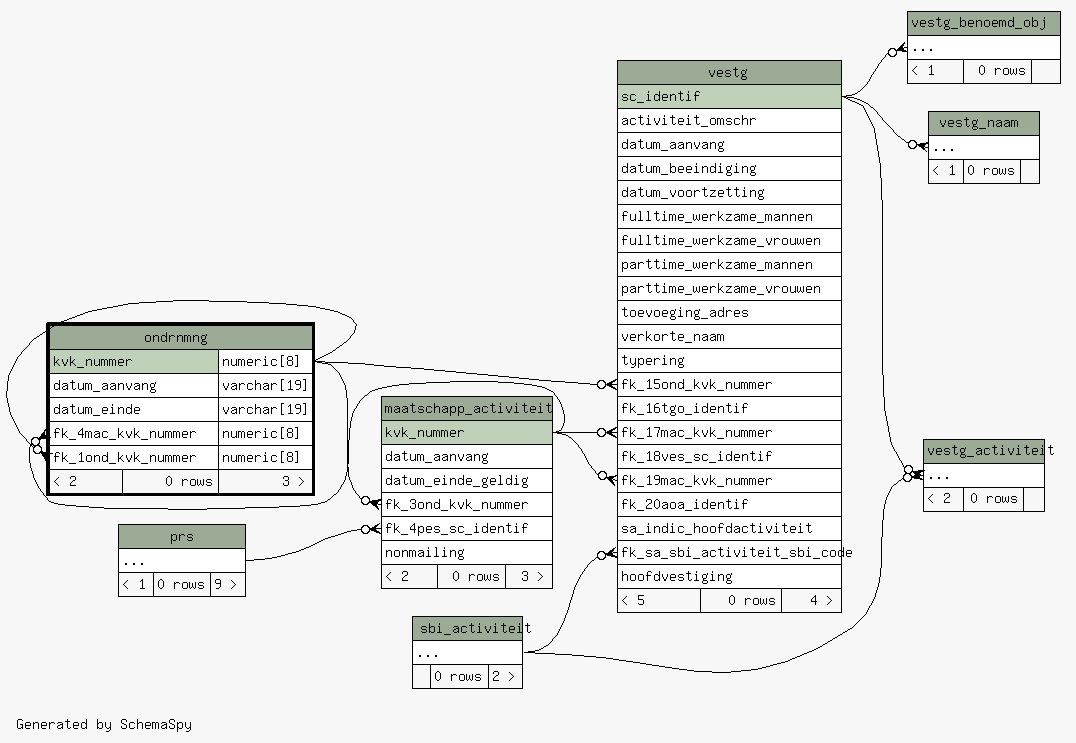 vestg_benoemd_obj
...
< 1 0 rows
vestg
sc_identif
activiteit_omschr
datum_aanvang
datum_beeindiging
datum_voortzetting
fulltime_werkzame_mannen
fulltime_werkzame_vrouwen
parttime_werkzame_mannen
parttime_werkzame_vrouwen
toevoeging_adres
verkorte_naam
typering
fk_15ond_kvk_nummer
fk_16tgo_identif
fk_17mac_kvk_nummer
fk_18ves_sc_identif
fk_19mac_kvk_nummer
fk_20aoa_identif
sa_indic_hoofdactiviteit
fk_sa_sbi_activiteit_sbi_code
hoofdvestiging
< 5 0 rows 4 >
vestg_naam
...
< 1 0 rows
ondrnmng
kvk_nummer numeric[8]
datum_aanvang varchar[19]
datum_einde varchar[19]
fk_4mac_kvk_nummer numeric[8]
fk_1ond_kvk_nummer numeric[8]
< 2 0 rows 3 >
maatschapp_activiteit
kvk_nummer
datum_aanvang
datum_einde_geldig
fk_3ond_kvk_nummer
fk_4pes_sc_identif
nonmailing
< 2 0 rows 3 >
vestg_activiteit
...
< 2 0 rows
prs
...
< 1 0 rows 9 >
sbi_activiteit
...
0 rows 2 >
Generated by SchemaSpy